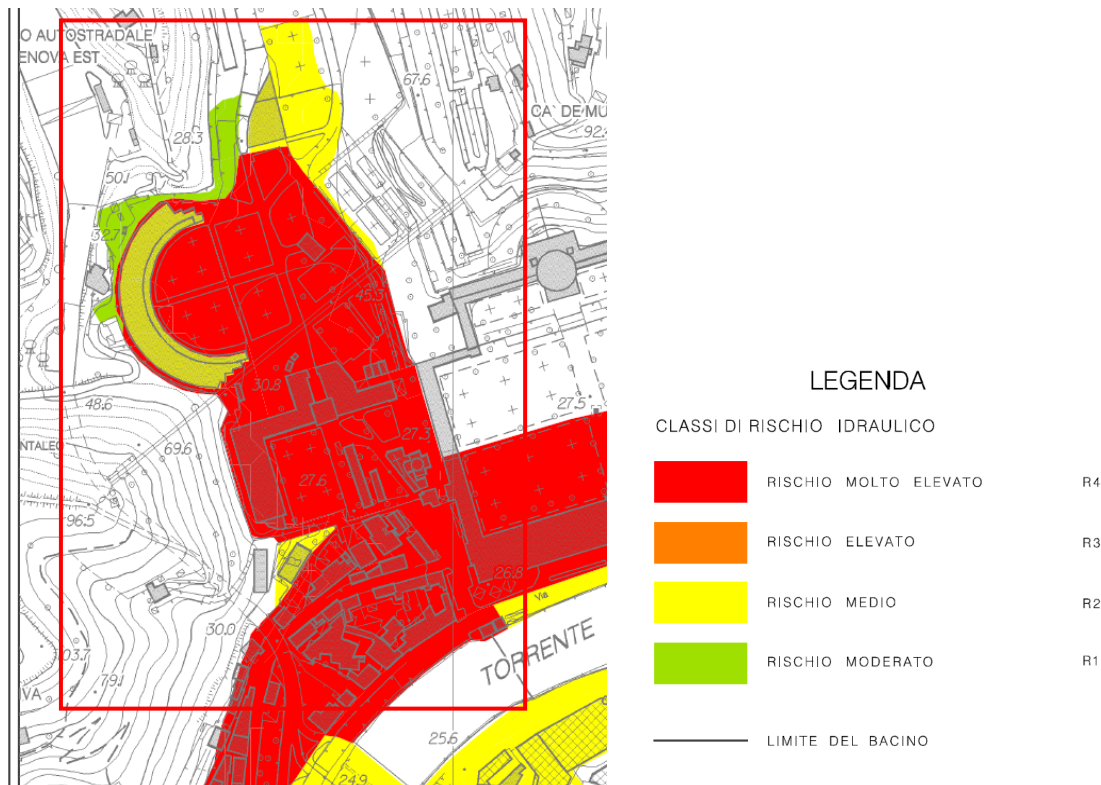 O AUTOSTRADALE
ENOVA EST
67.6
CA' DE MU
92.
28.3
50.1
32.7
45.3
48.6
30.8
27.5
27.3
NTALEO
69.6
27.6
96.5
26.8
Via
30.0
TORRENTE
103.7
79.1
VA
25.6
24.9
LEGENDA
CLASSI DI RISCHIO IDRAULICO
RISCHIO MOLTO ELEVATO R4
RISCHIO ELEVATO R3
RISCHIO MEDIO R2
RISCHIO MODERATO R1
LIMITE DEL BACINO